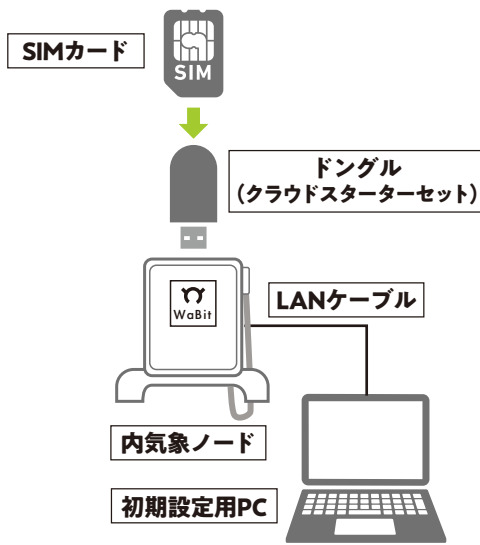 SIMカード
SIM
ドングル
（クラウドスターターセット）
WaBit
LANケーブル
内気象ノード
初期設定用PC